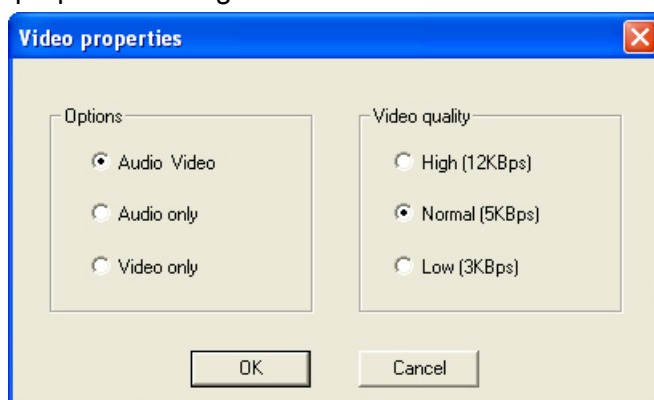 Video properties
Options
Audio Video
Audio only
Video only
Video quality
High (12KBps)
Normal (5KBps)
Low (3KBps)
OK
Cancel